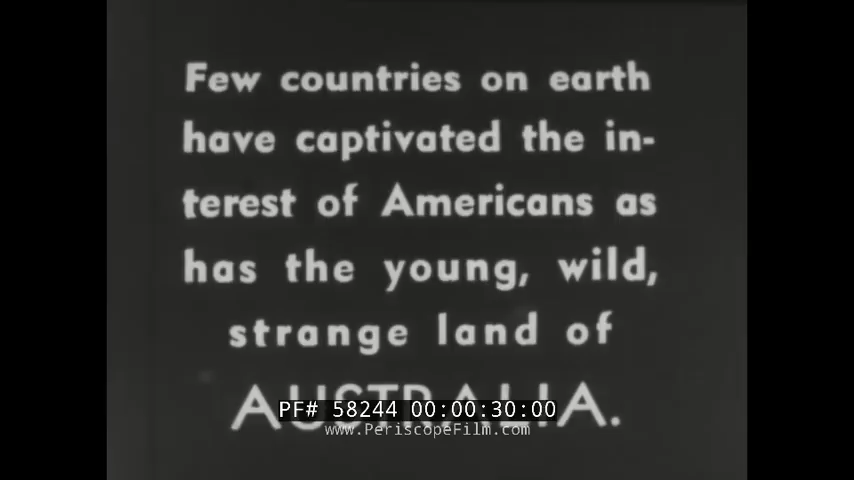 Few countries on earth
have captivated the in-
terest of Americans as
has the young, wild,
strange land of
AUSTRALIA.
PF# 58244 00:00:30:00
www.PeriscopeFilm.com